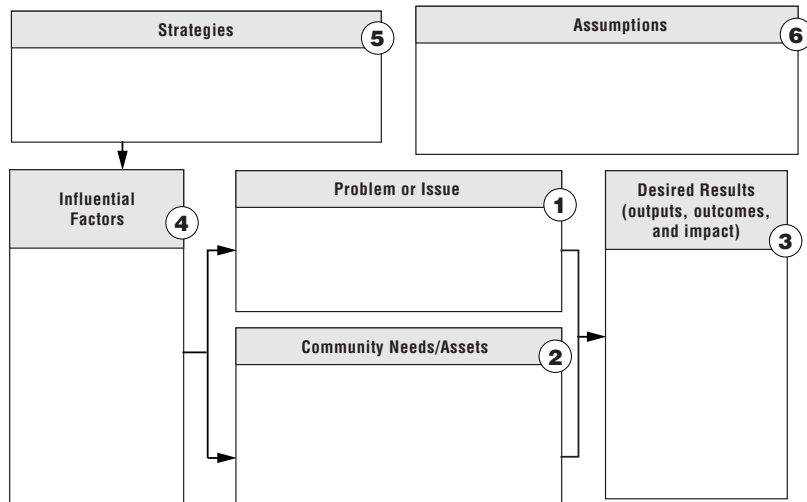 Strategies
5
Assumptions
6
Influential
Factors
4
Problem or Issue
1
Community Needs/Assets
2
Desired Results
(outputs, outcomes,
and impact)
3